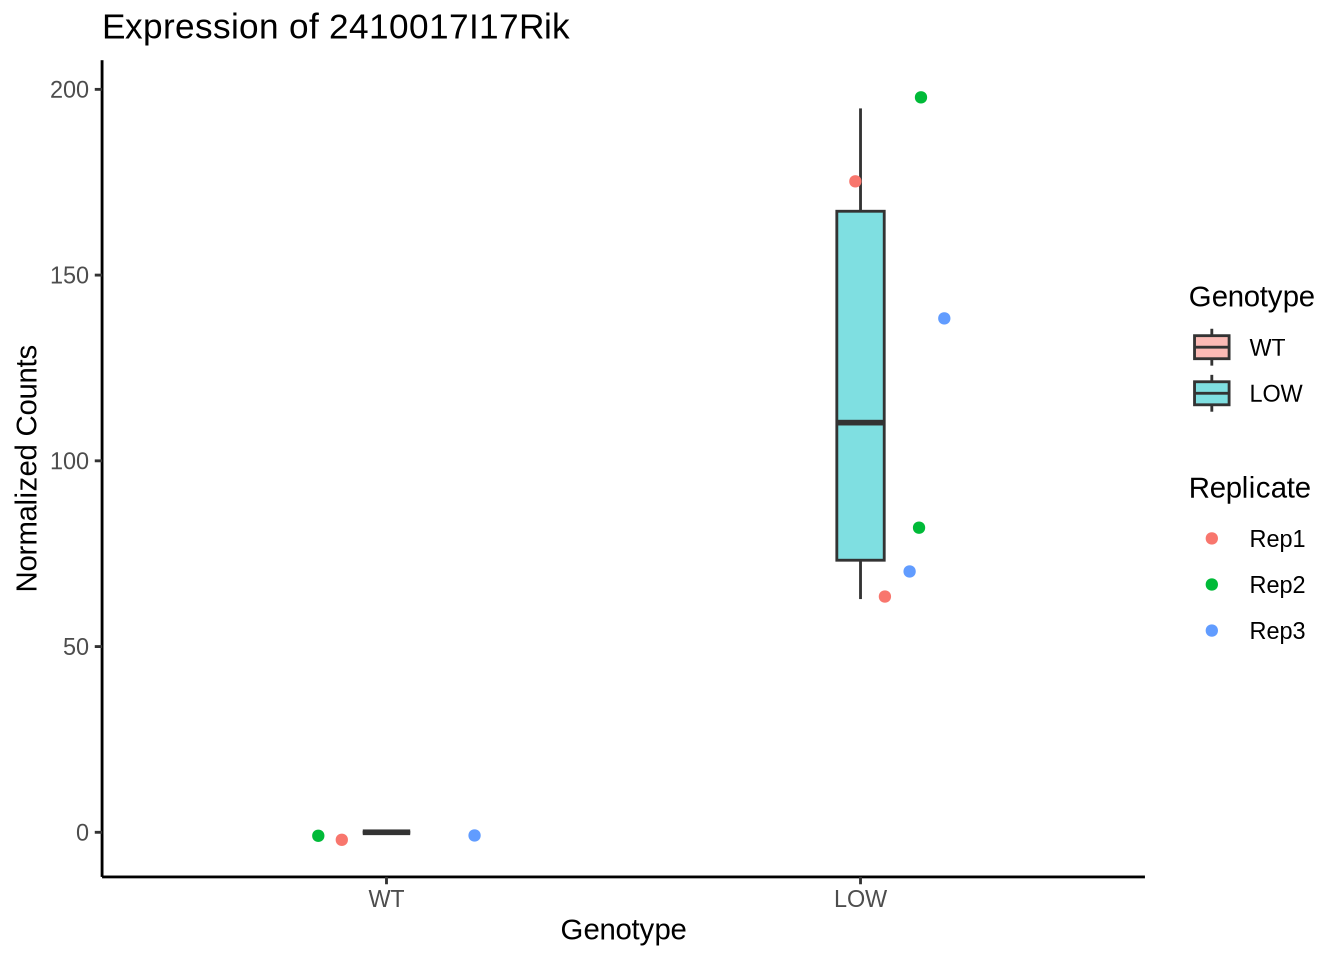 Expression of 2410017I17Rik
Normalized Counts
200
150
100
50
0
WT
LOW
Genotype
Genotype
WT
LOW
Replicate
Rep1
Rep2
Rep3